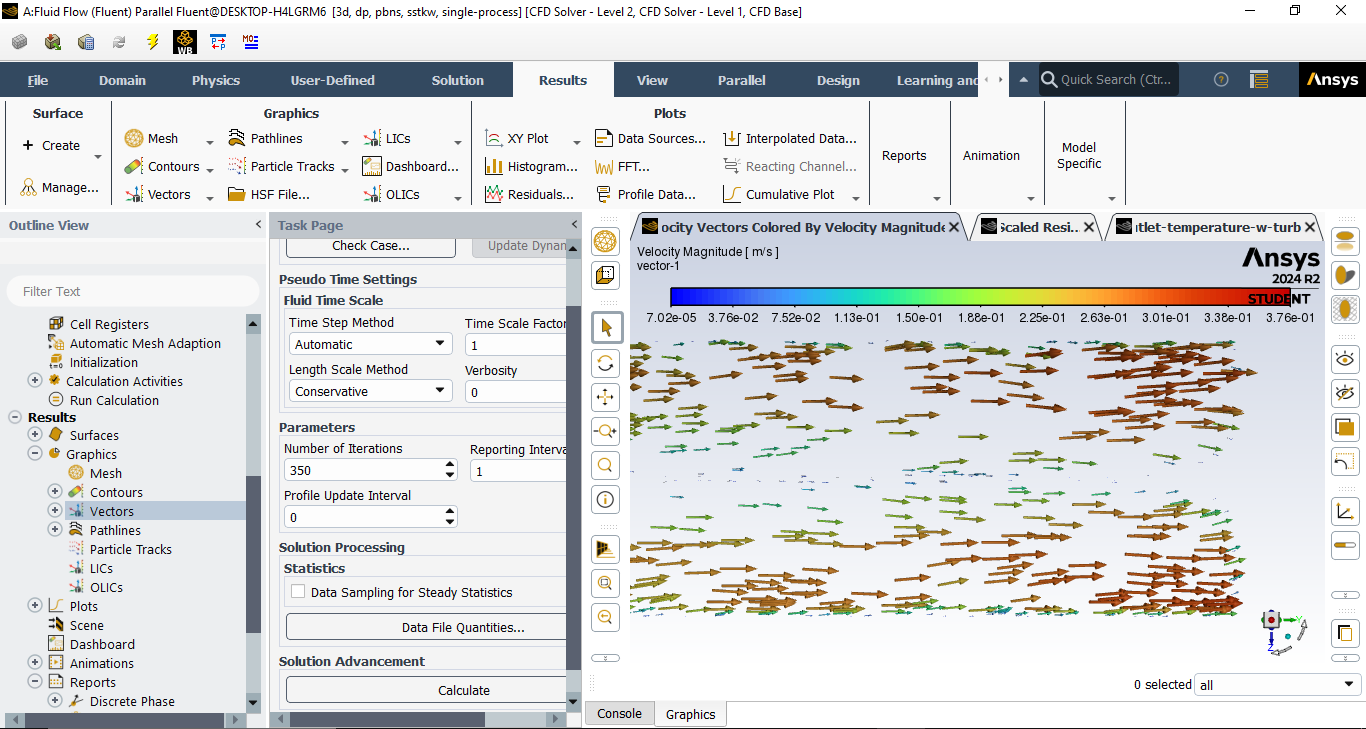 A:Fluid Flow (Fluent) Parallel Fluent@DESKTOP-H4LGRM6 [3d, dp, pbns, sstkw, single-process] [CFD Solver - Level 2, CFD Solver - Level 1, CFD Base]
WB
File Domain Physics User-Defined Solution Results View Parallel Design Learning and Quick Search (Ctr... Ansys
Surface Graphics Plots
Create Mesh Pathlines LICs XY Plot Data Sources... Interpolated Data... Reports Animation Model Specific
Contours Particle Tracks Dashboard... Histogram... FFT... Reacting Channel...
Manage... Vectors HSF File... OLICs Residuals... Profile Data... Cumulative Plot
Outline View
Filter Text
Cell Registers
Automatic Mesh Adaption
Initialization
Calculation Activities
Run Calculation
Results
Surfaces
Graphics
Mesh
Contours
Vectors
Pathlines
Particle Tracks
LICs
OLICs
Plots
Scene
Dashboard
Animations
Reports
Discrete Phase
Task Page
Check Case... Update Dynan
Pseudo Time Settings
Fluid Time Scale
Time Step Method Time Scale Factor
Automatic 1
Length Scale Method Verbosity
Conservative 0
Parameters
Number of Iterations Reporting Interva
350 1
Profile Update Interval
0
Solution Processing
Statistics
Data Sampling for Steady Statistics
Data File Quantities...
Solution Advancement
Calculate
ocity Vectors Colored By Velocity Magnitude Scaled Resi... tlet-temperature-w-turb
Velocity Magnitude [ m/s ]
vector-1
Ansys
2024 R2
STUDENT
7.02e-05 3.76e-02 7.52e-02 1.13e-01 1.50e-01 1.88e-01 2.25e-01 2.63e-01 3.01e-01 3.38e-01 3.76e-01
Y
Z
0 selected all
Console Graphics